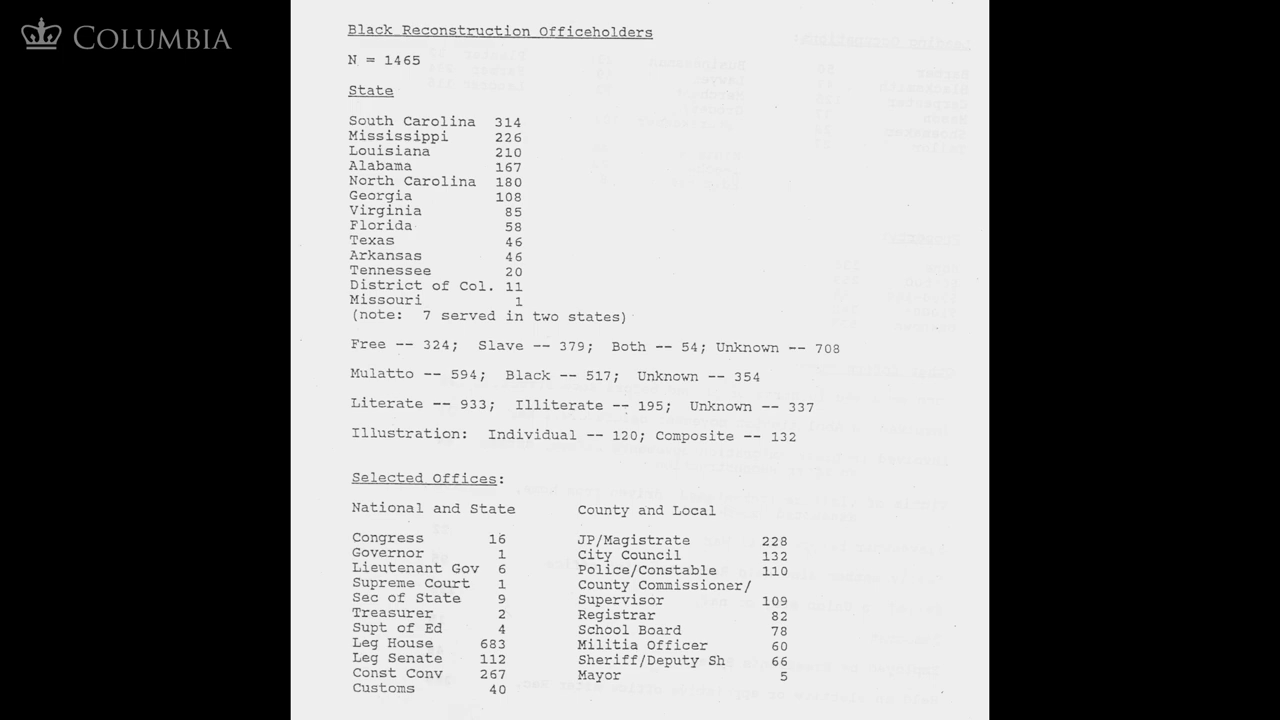 COLUMBIA
Black Reconstruction Officeholders
N = 1465
State
South Carolina 314
Mississippi 226
Louisiana 210
Alabama 167
North Carolina 180
Georgia 108
Virginia 85
Florida 58
Texas 46
Arkansas 46
Tennessee 20
District of Col. 11
Missouri 1
(note: 7 served in two states)
Free -- 324; Slave -- 379; Both -- 54; Unknown -- 708
Mulatto -- 594; Black -- 517; Unknown -- 354
Literate -- 933; Illiterate -- 195; Unknown -- 337
Illustration: Individual -- 120; Composite -- 132
Selected Offices:
National and State County and Local
Congress 16 JP/Magistrate 228
Governor 1 City Council 132
Lieutenant Gov 6 Police/Constable 110
Supreme Court 1 County Commissioner/
Sec of State 9 Supervisor 109
Treasurer 2 Registrar 82
Supt of Ed 4 School Board 78
Leg House 683 Militia Officer 60
Leg Senate 112 Sheriff/Deputy Sh 66
Const Conv 267 Mayor 5
Customs 40